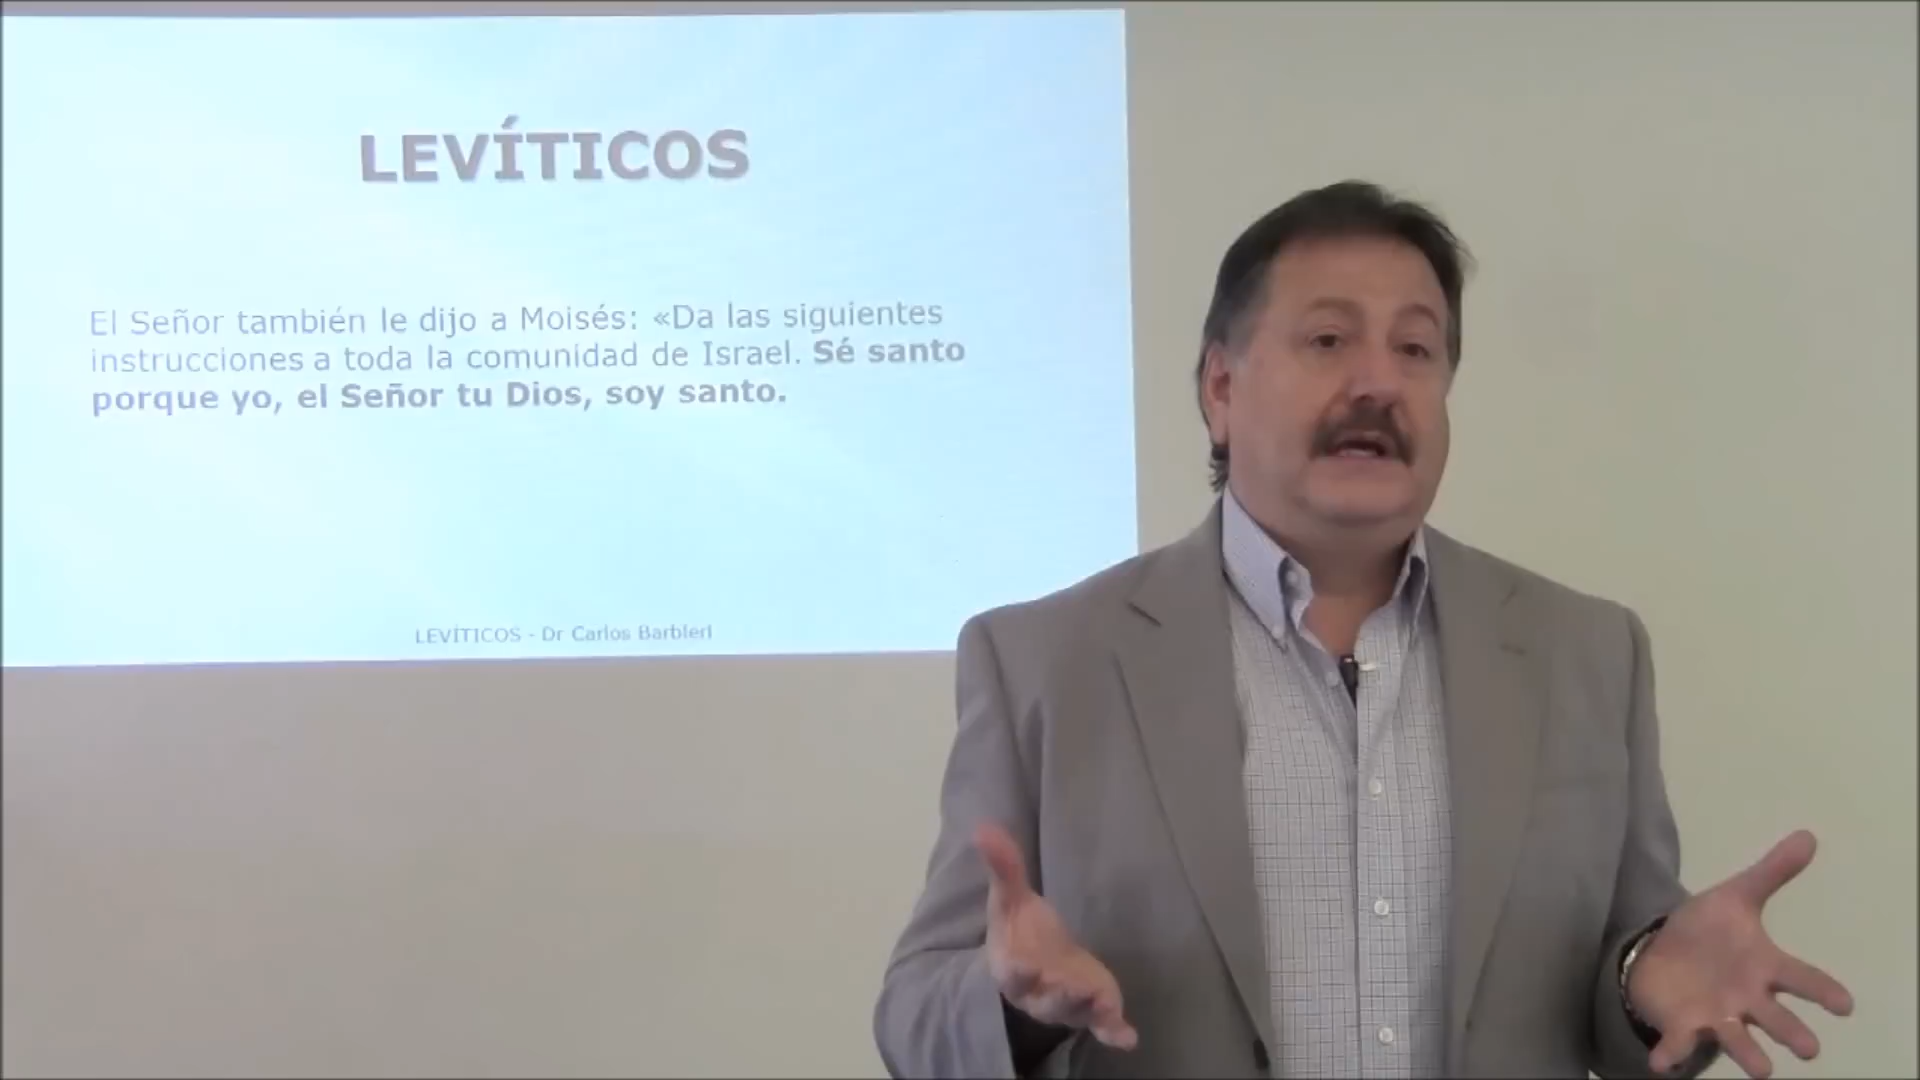 LEVÍTICOS
El Señor también le dijo a Moisés: «Da las siguientes
instrucciones a toda la comunidad de Israel. Sé santo
porque yo, el Señor tu Dios, soy santo.
LEVÍTICOS - Dr Carlos Barbieri